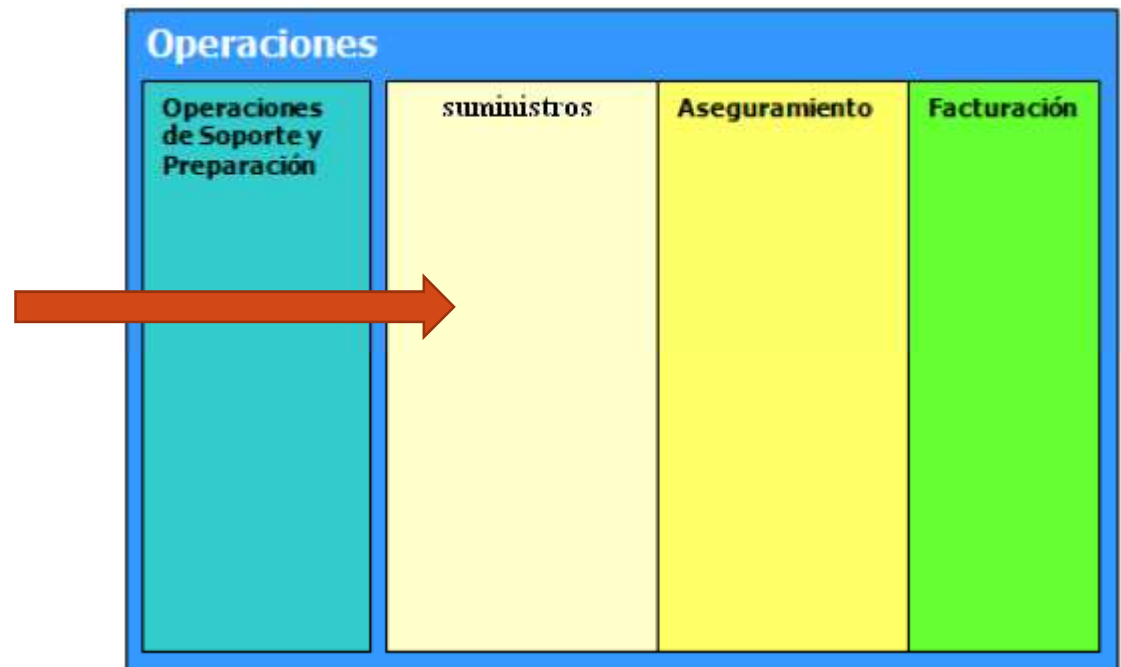 Operaciones
Operaciones
de Soporte y
Preparación
suministros
Aseguramiento
Facturación